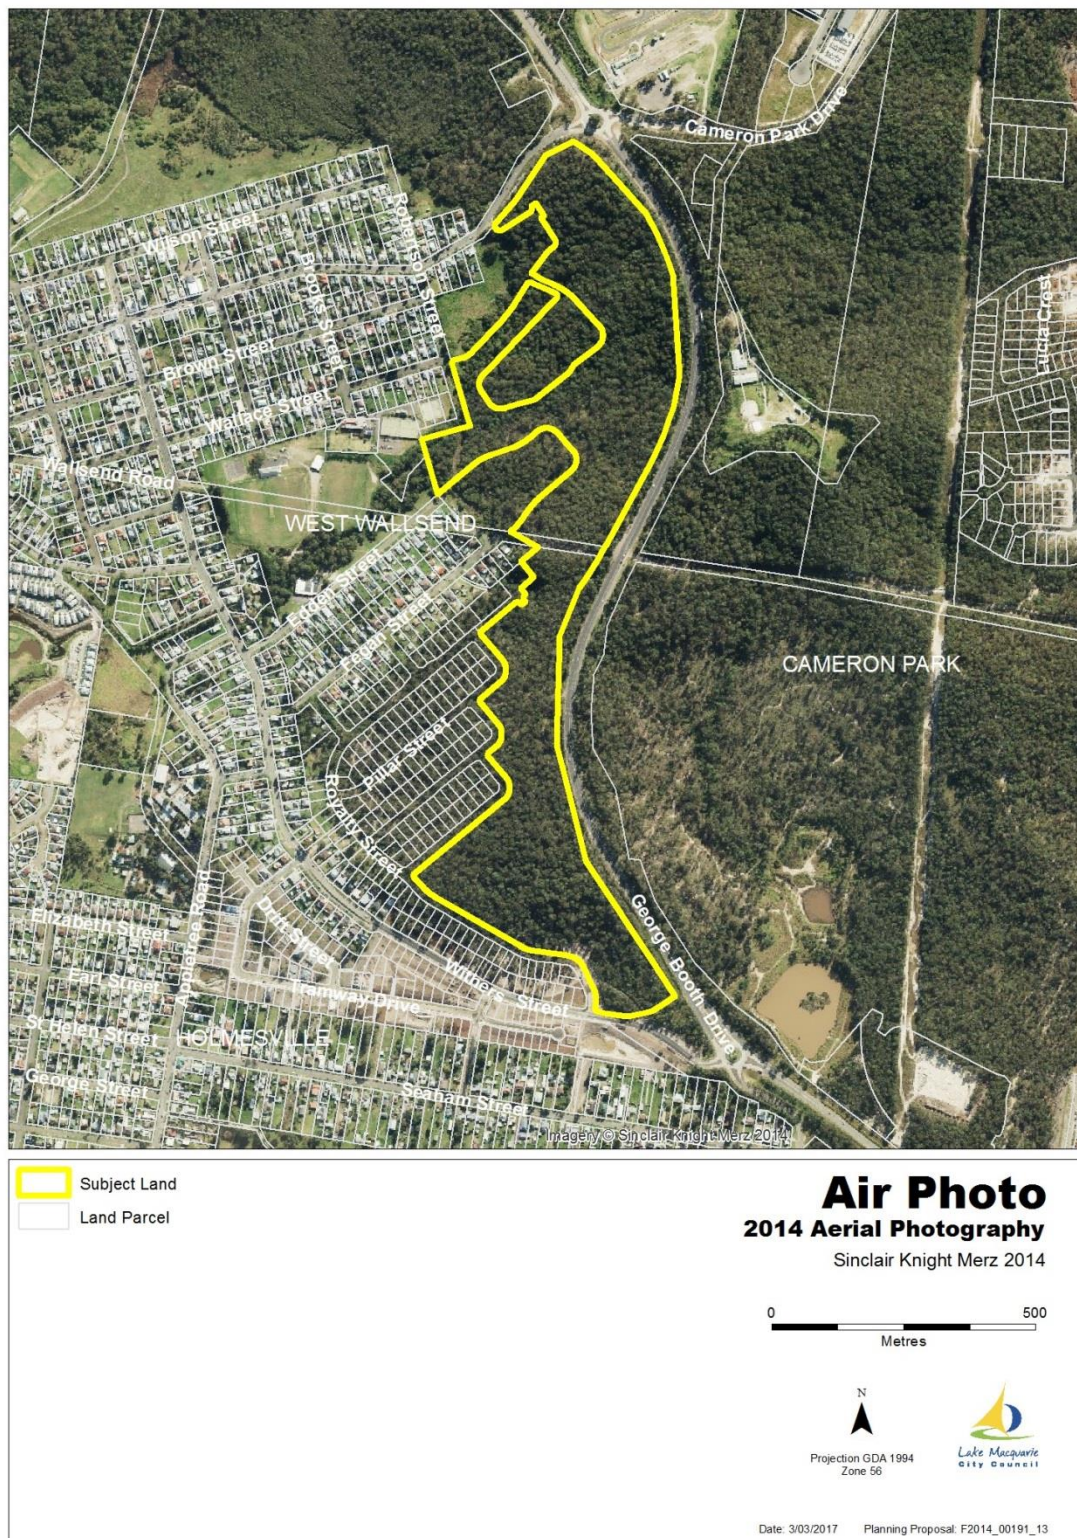 Cameron Park Drive
Wilson Street
Robertson Street
Brooks Street
Brown Street
Wallace Street
Lucia Crest
Wallsend Road
WEST WALLSEND
Edden Street
Fegan Street
CAMERON PARK
Pillar Street
Royalty Street
Elizabeth Street
Appletree Road
Drift Street
George Booth Drive
Earl Street
Tramway Drive
Withers Street
St Helen Street
HOLMESVILLE
George Street
Seaham Street
Imagery © Sinclair Knight Merz 2014
Subject Land
Land Parcel
Air Photo
2014 Aerial Photography
Sinclair Knight Merz 2014
0 500
Metres
N
Projection GDA 1994
Zone 56
Lake Macquarie
City Council
Date: 3/03/2017 Planning Proposal: F2014_00191_13